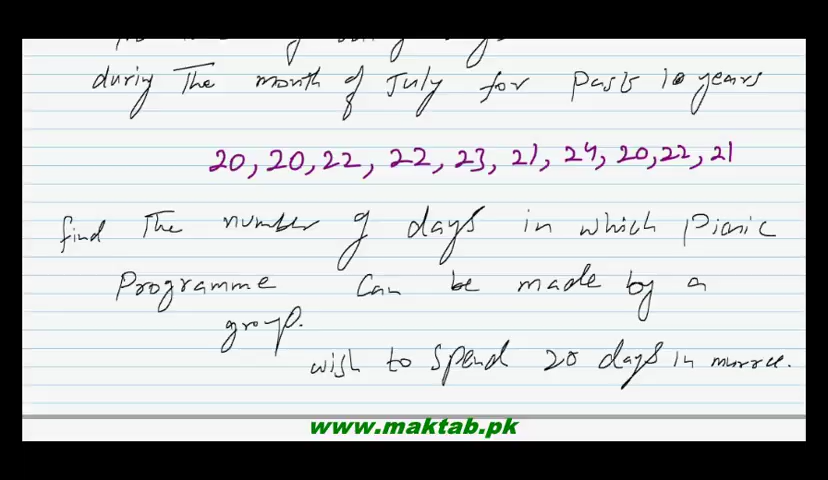 during The month of July for past 10 years
20, 20, 22, 22, 23, 21, 24, 20, 22, 21
find the number of days in which picnic
Programme can be made by a
group.
wish to spend 20 days in murree.
www.maktab.pk